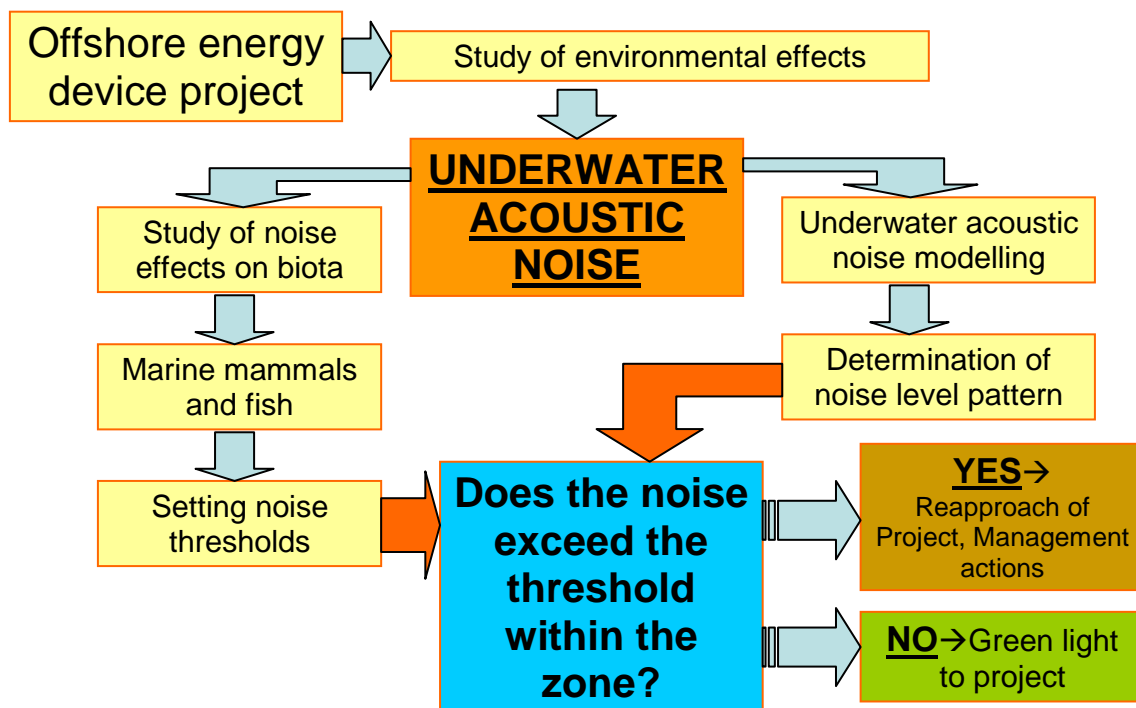 Offshore energy
device project
Study of environmental effects
UNDERWATER
ACOUSTIC
NOISE
Study of noise
effects on biota
Underwater acoustic
noise modelling
Marine mammals
and fish
Determination of
noise level pattern
Setting noise
thresholds
Does the noise
exceed the
threshold
within the
zone?
YES→
Reapproach of
Project, Management
actions
NO→Green light
to project